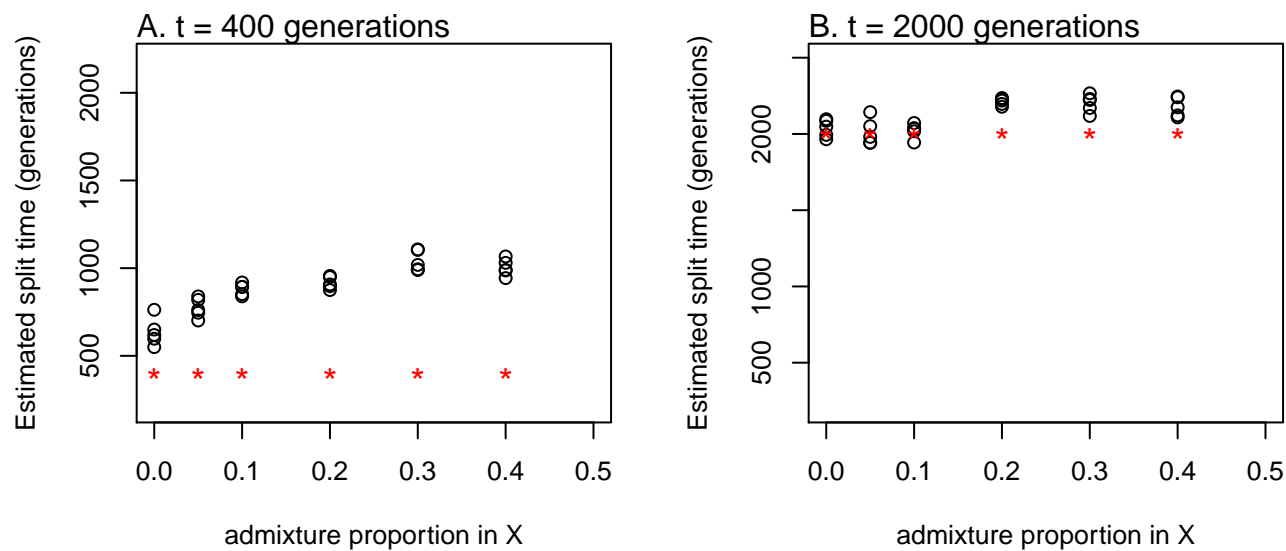 A. t = 400 generations
Estimated split time (generations)
2000
1500
1000
500
0.0 0.1 0.2 0.3 0.4 0.5
admixture proportion in X
B. t = 2000 generations
Estimated split time (generations)
2000
1000
500
0.0 0.1 0.2 0.3 0.4 0.5
admixture proportion in X